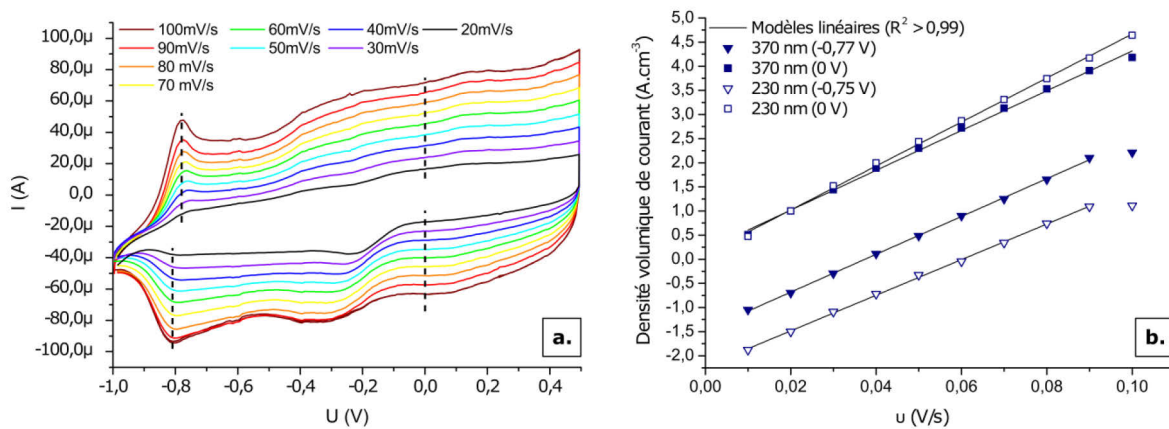 100,0µ
80,0µ
60,0µ
40,0µ
20,0µ
0,0
-20,0µ
-40,0µ
-60,0µ
-80,0µ
-100,0µ
I (A)
100mV/s 60mV/s 40mV/s 20mV/s
90mV/s 50mV/s 30mV/s
80 mV/s
70 mV/s
a.
-1,0 -0,8 -0,6 -0,4 -0,2 0,0 0,2 0,4
U (V)
5,0
4,5
4,0
3,5
3,0
2,5
2,0
1,5
1,0
0,5
0,0
-0,5
-1,0
-1,5
-2,0
Densité volumique de courant (A.cm⁻³)
Modèles linéaires (R² >0,99)
370 nm (-0,77 V)
370 nm (0 V)
230 nm (-0,75 V)
230 nm (0 V)
b.
0,00 0,02 0,04 0,06 0,08 0,10
υ (V/s)